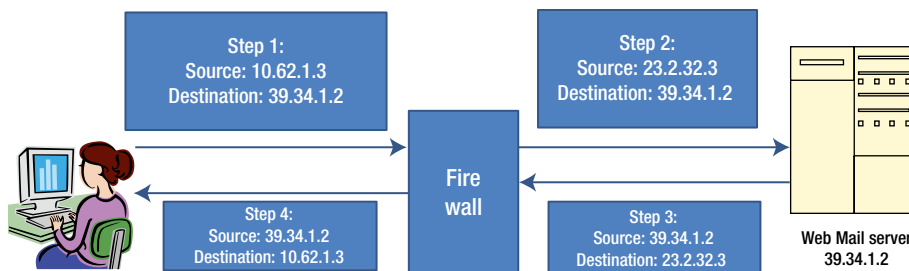 Step 1:
Source: 10.62.1.3
Destination: 39.34.1.2
Step 2:
Source: 23.2.32.3
Destination: 39.34.1.2
Fire
wall
Step 4:
Source: 39.34.1.2
Destination: 10.62.1.3
Step 3:
Source: 39.34.1.2
Destination: 23.2.32.3
Web Mail server
39.34.1.2